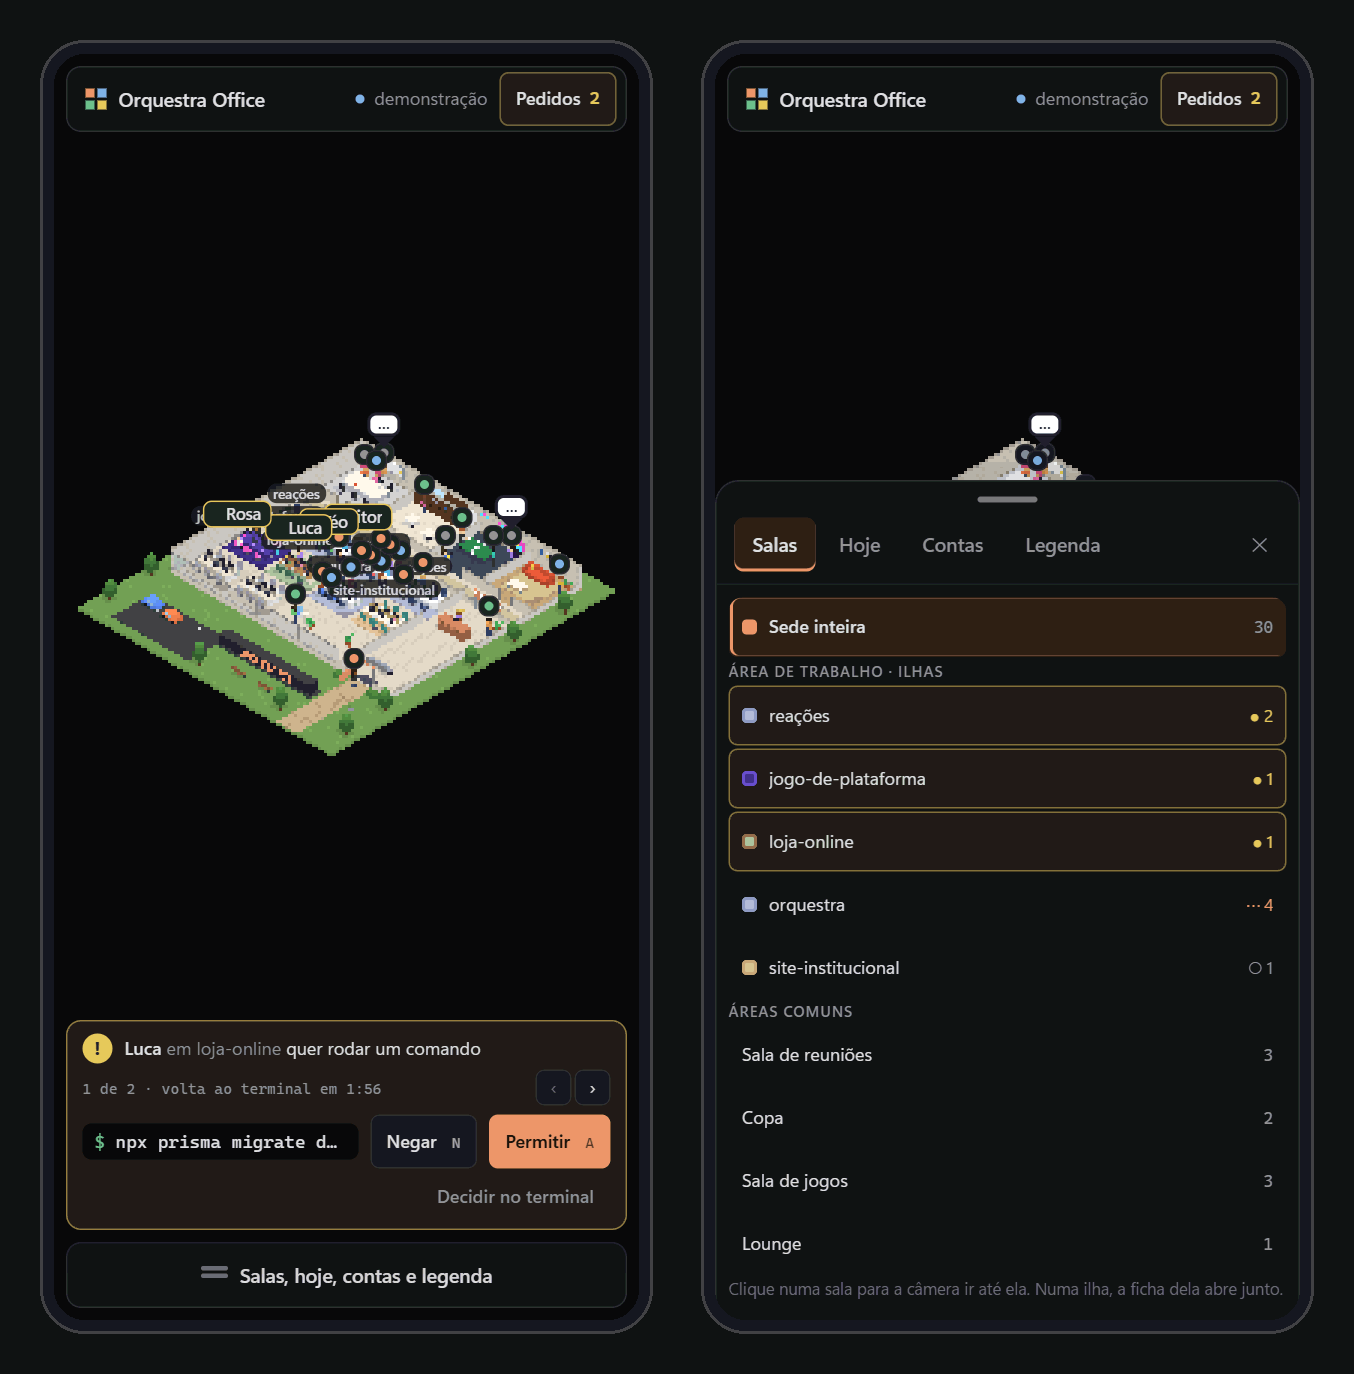 Orquestra Office
demonstração
Pedidos 2
...
reações
Rosa
itor
éo
Luca
...
site-institucional
! Luca em loja-online quer rodar um comando
1 de 2 · volta ao terminal em 1:56
‹ ›
$ npx prisma migrate d…
Negar N
Permitir A
Decidir no terminal
Salas, hoje, contas e legenda
Orquestra Office
demonstração
Pedidos 2
...
Salas
Hoje
Contas
Legenda
Sede inteira 30
ÁREA DE TRABALHO · ILHAS
reações 2
jogo-de-plataforma 1
loja-online 1
orquestra ··· 4
site-institucional 1
ÁREAS COMUNS
Sala de reuniões 3
Copa 2
Sala de jogos 3
Lounge 1
Clique numa sala para a câmera ir até ela. Numa ilha, a ficha dela abre junto.